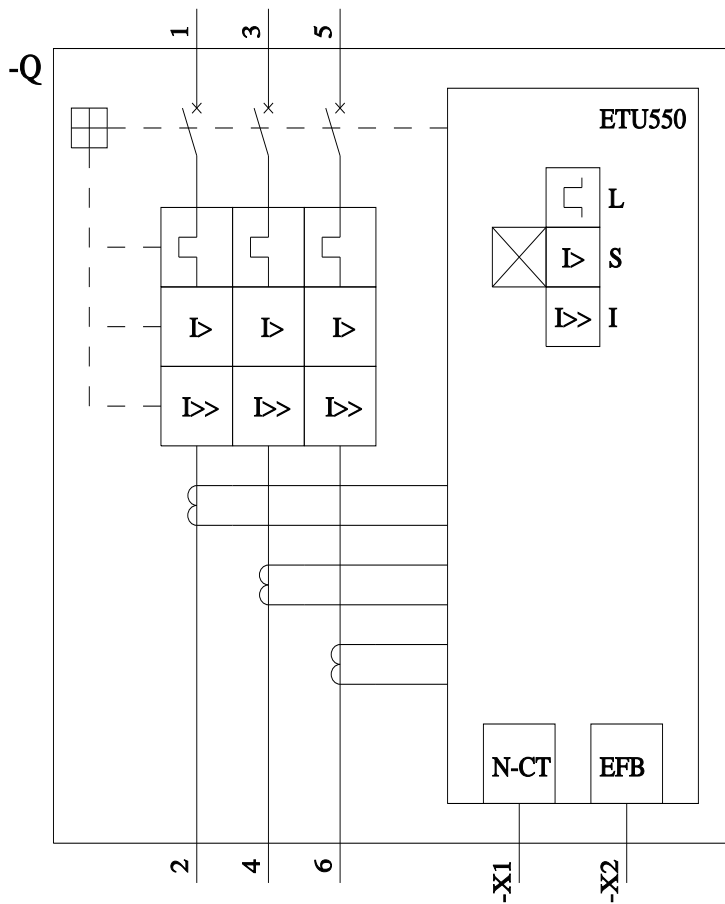 1 3 5
-Q
ETU550
L
I> S
I> I> I>
I>> I
I>> I>> I>>
N-CT EFB
2 4 6 -X1 -X2